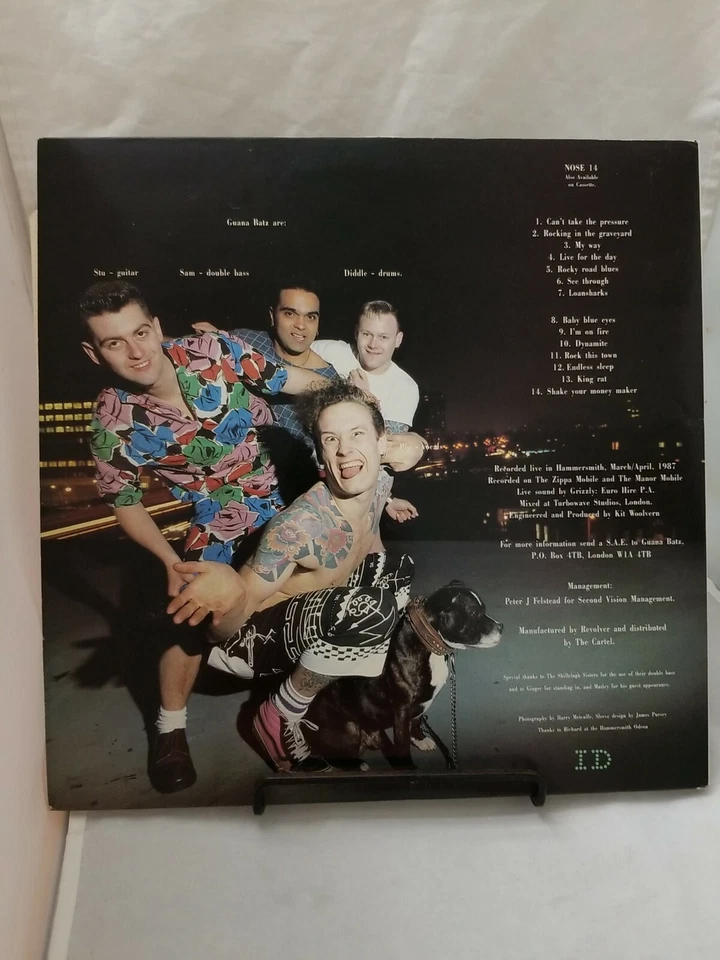 NOSE 14
Also Available
on Cassette.
Guana Batz are:
Stu - guitar
Sam - double bass
Diddle - drums.
- vocals
1. Can't take the pressure
2. Rocking in the graveyard
3. My way
4. Live for the day
5. Rocky road blues
6. See through
7. Loansharks
8. Baby blue eyes
9. I'm on fire
10. Dynamite
11. Rock this town
12. Endless sleep
13. King rat
14. Shake your money maker
Recorded live in Hammersmith, March/April, 1987
Recorded on The Zippa Mobile and The Manor Mobile
Live sound by Grizzly: Euro Hire P.A.
Mixed at Turbowave Studios, London.
Engineered and Produced by Kit Woolvern
For more information send a S.A.E. to Guana Batz,
P.O. Box 4TB, London W1A 4TB
Management:
Peter J Felstead for Second Vision Management.
Manufactured by Revolver and distributed
by The Cartel.
Special thanks to The Shillelagh Sisters for the use of their double bass
and to Ginger for standing in, and Mutley for his guest appearance.
Photography by Barry Metcalfe, Sleeve design by James Pursey
Thanks to Richard at the Hammersmith Odeon
ID